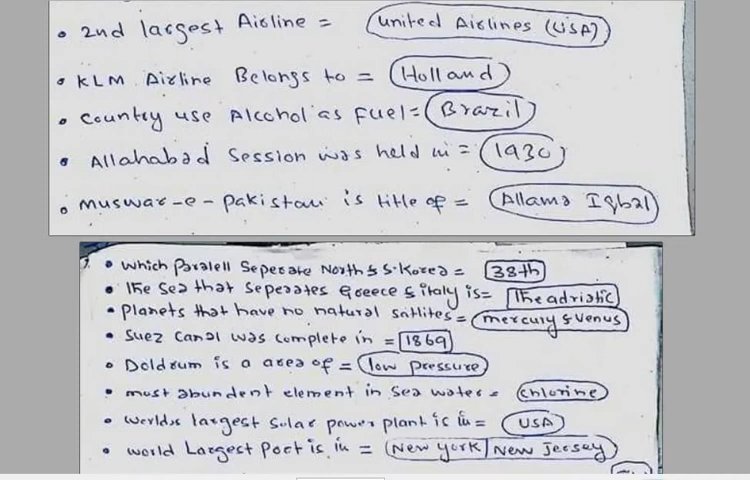 • 2nd largest Airline = United Airlines (USA)
• KLM Airline Belongs to = Holland
• Country use Alcohol as Fuel = Brazil
• Allahabad Session was held in = 1930
• Muswar-e-Pakistan is title of = Allama Iqbal
• Which Paralell Seperate North & S. Korea = 38th
• The Sea that Seperates Greece & italy is = The adriatic
• Planets that have no natural satlites = mercury & Venus
• Suez Canal was complete in = 1869
• Doldrum is a area of = low pressure
• most abundent element in Sea water = Chlorine
• Worlds largest Solar power plant is in = USA
• World Largest Port is in = New York/New Jersey